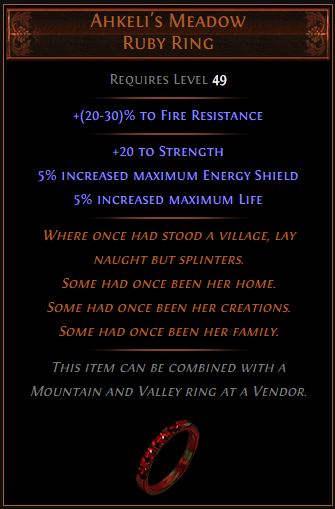 Ahkeli's Meadow
Ruby Ring
Requires Level 49
+(20-30)% to Fire Resistance
+20 to Strength
5% increased maximum Energy Shield
5% increased maximum Life
Where once had stood a village, lay
naught but splinters.
Some had once been her home.
Some had once been her creations.
Some had once been her family.
This item can be combined with a
Mountain and Valley ring at a Vendor.